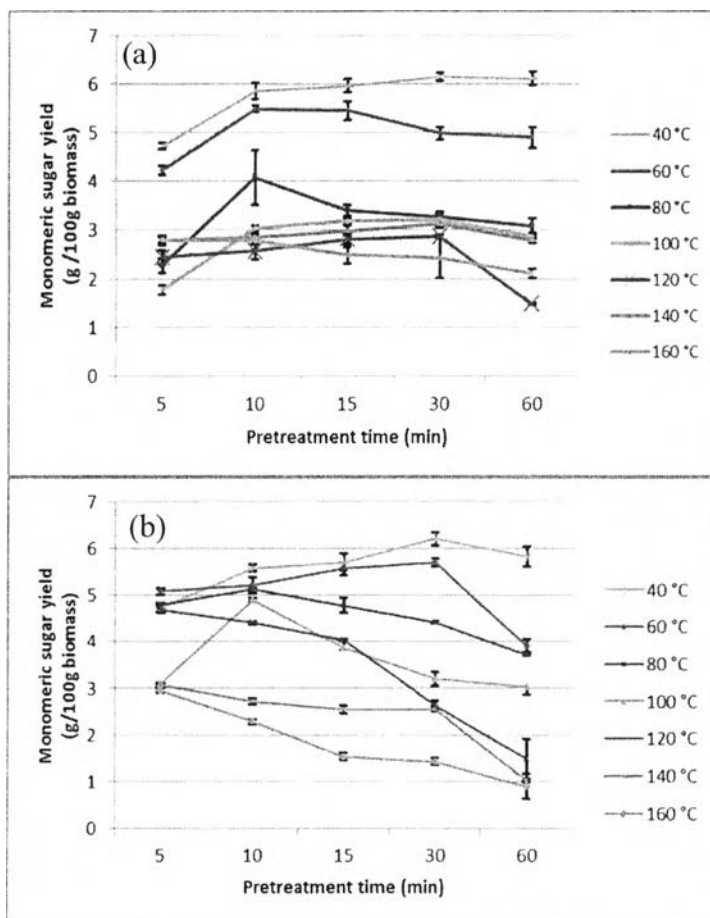 (a)
Monomeric sugar yield
(g /100g biomass)
7
6
5
4
3
2
1
0
5 10 15 30 60
Pretreatment time (min)
40 °C
60 °C
80 °C
100 °C
120 °C
140 °C
160 °C
(b)
Monomeric sugar yield
(g/100g biomass)
7
6
5
4
3
2
1
0
5 10 15 30 60
Pretreatment time (min)
40 °C
60 °C
80 °C
100 °C
120 °C
140 °C
160 °C